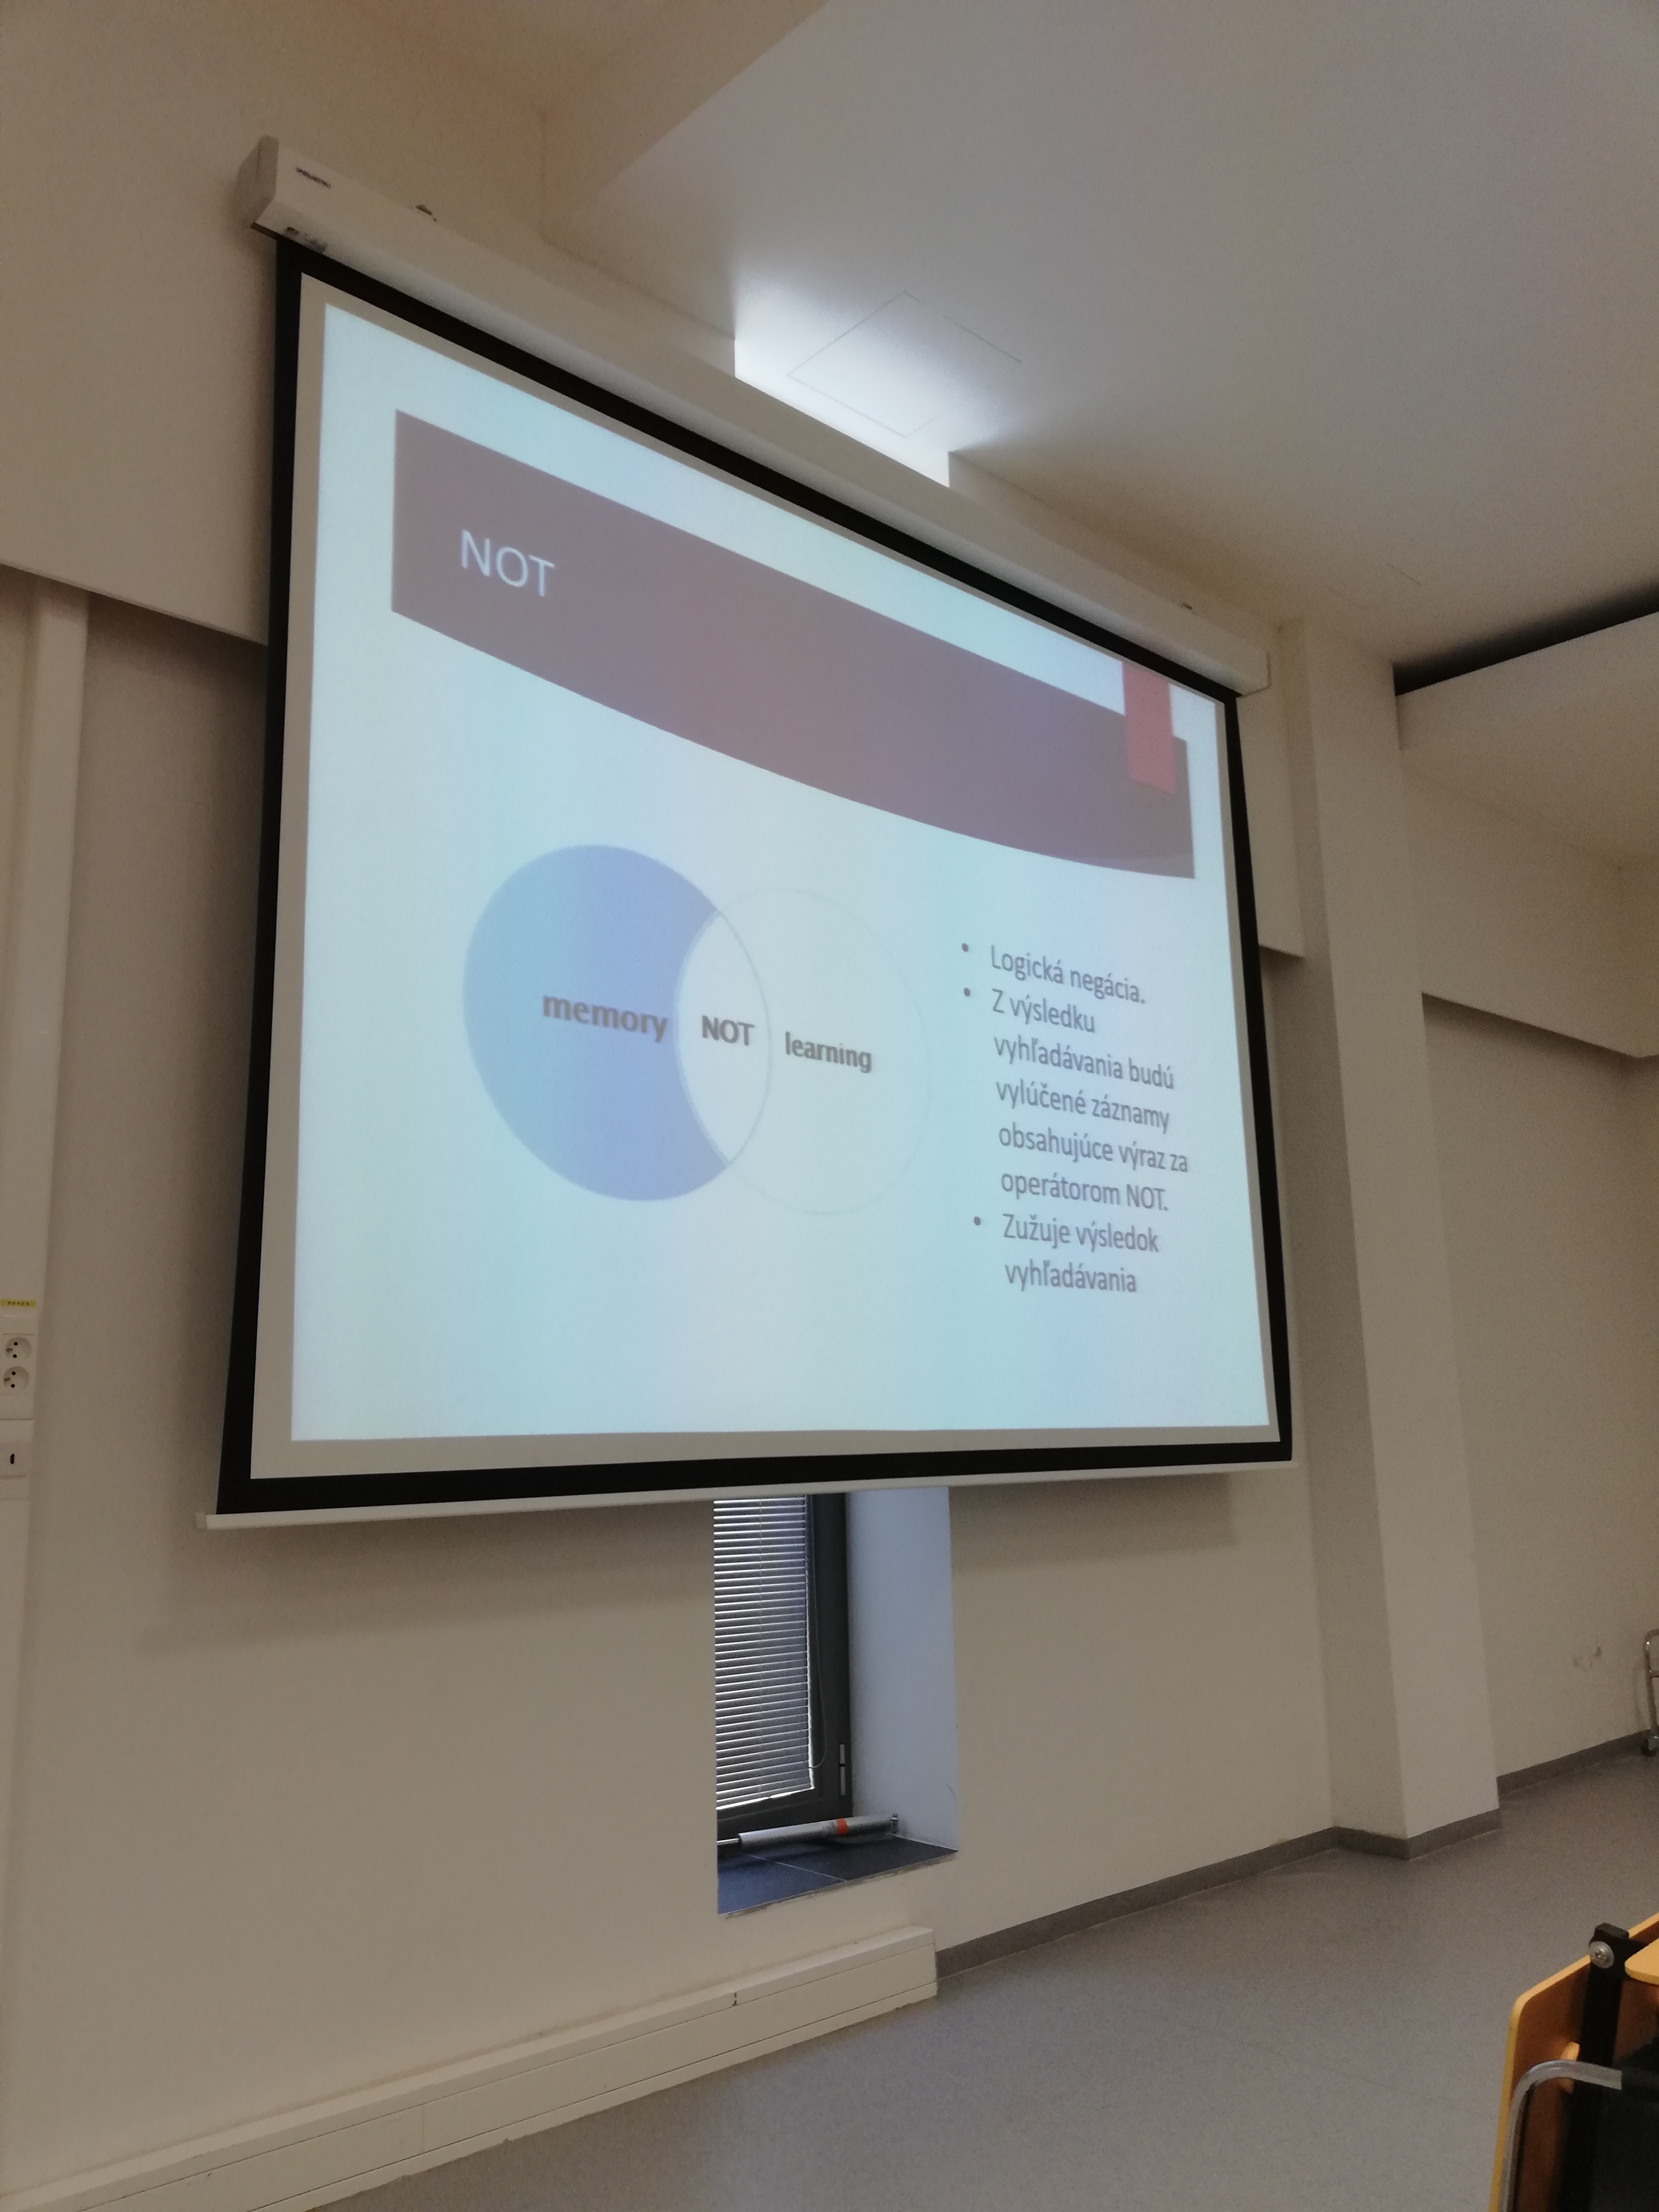 NOT
memory NOT learning
• Logická negácia.
• Z výsledku
vyhľadávania budú
vylúčené záznamy
obsahujúce výraz za
operátorom NOT.
• Zužuje výsledok
vyhľadávania